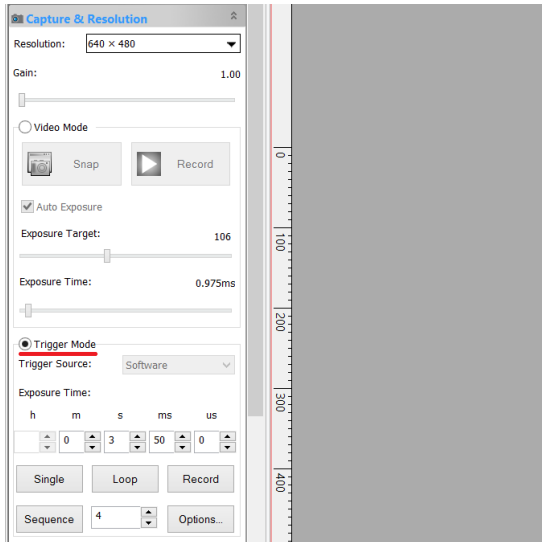 Capture & Resolution
Resolution: 640 × 480
Gain: 1.00
Video Mode
Snap Record
Auto Exposure
Exposure Target: 106
Exposure Time: 0.975ms
Trigger Mode
Trigger Source: Software
Exposure Time:
h m s ms us
0 3 50 0
Single Loop Record
Sequence 4 Options...
0
100
200
300
400